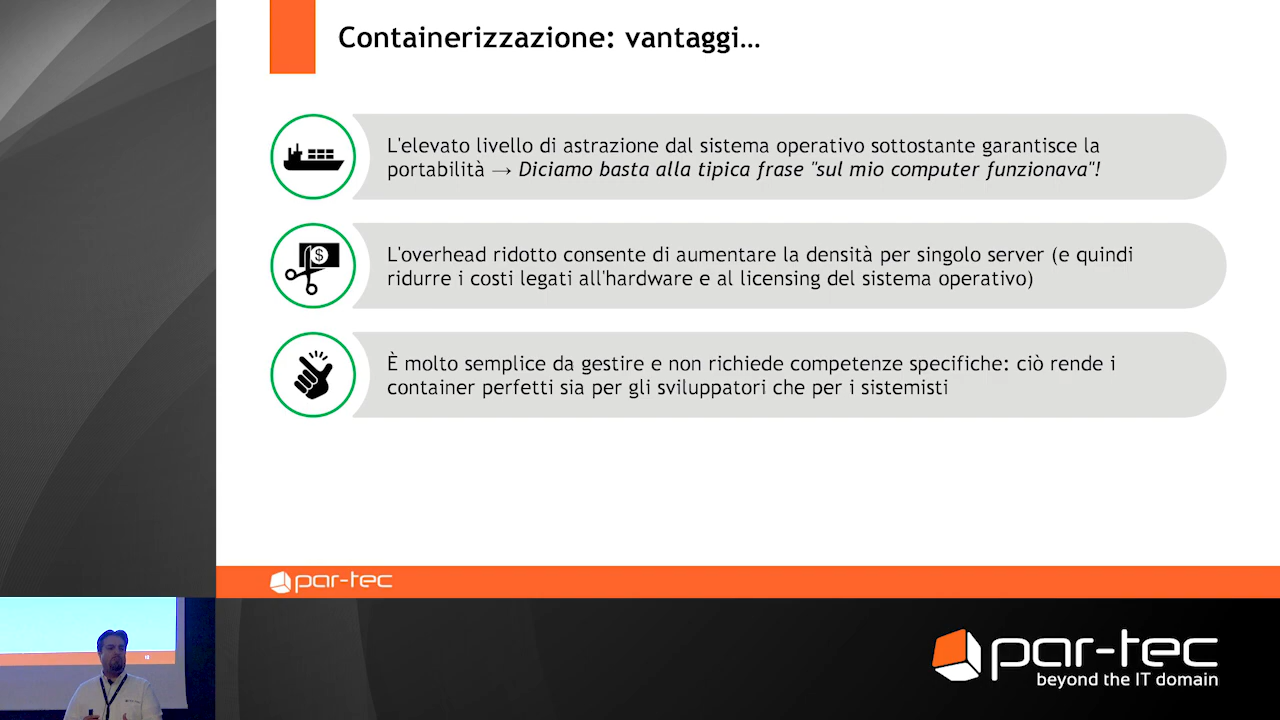 Containerizzazione: vantaggi...
L'elevato livello di astrazione dal sistema operativo sottostante garantisce la
portabilità → Diciamo basta alla tipica frase "sul mio computer funzionava"!
$
L'overhead ridotto consente di aumentare la densità per singolo server (e quindi
ridurre i costi legati all'hardware e al licensing del sistema operativo)
È molto semplice da gestire e non richiede competenze specifiche: ciò rende i
container perfetti sia per gli sviluppatori che per i sistemisti
par-tec
par-tec
beyond the IT domain